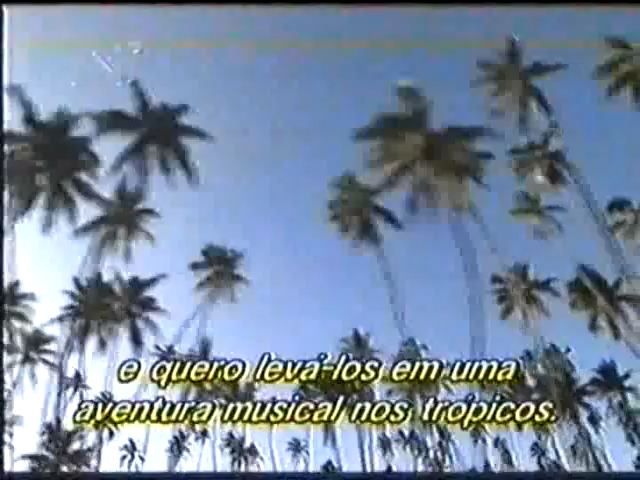 e quero levá-los em uma
aventura musical nos trópicos.